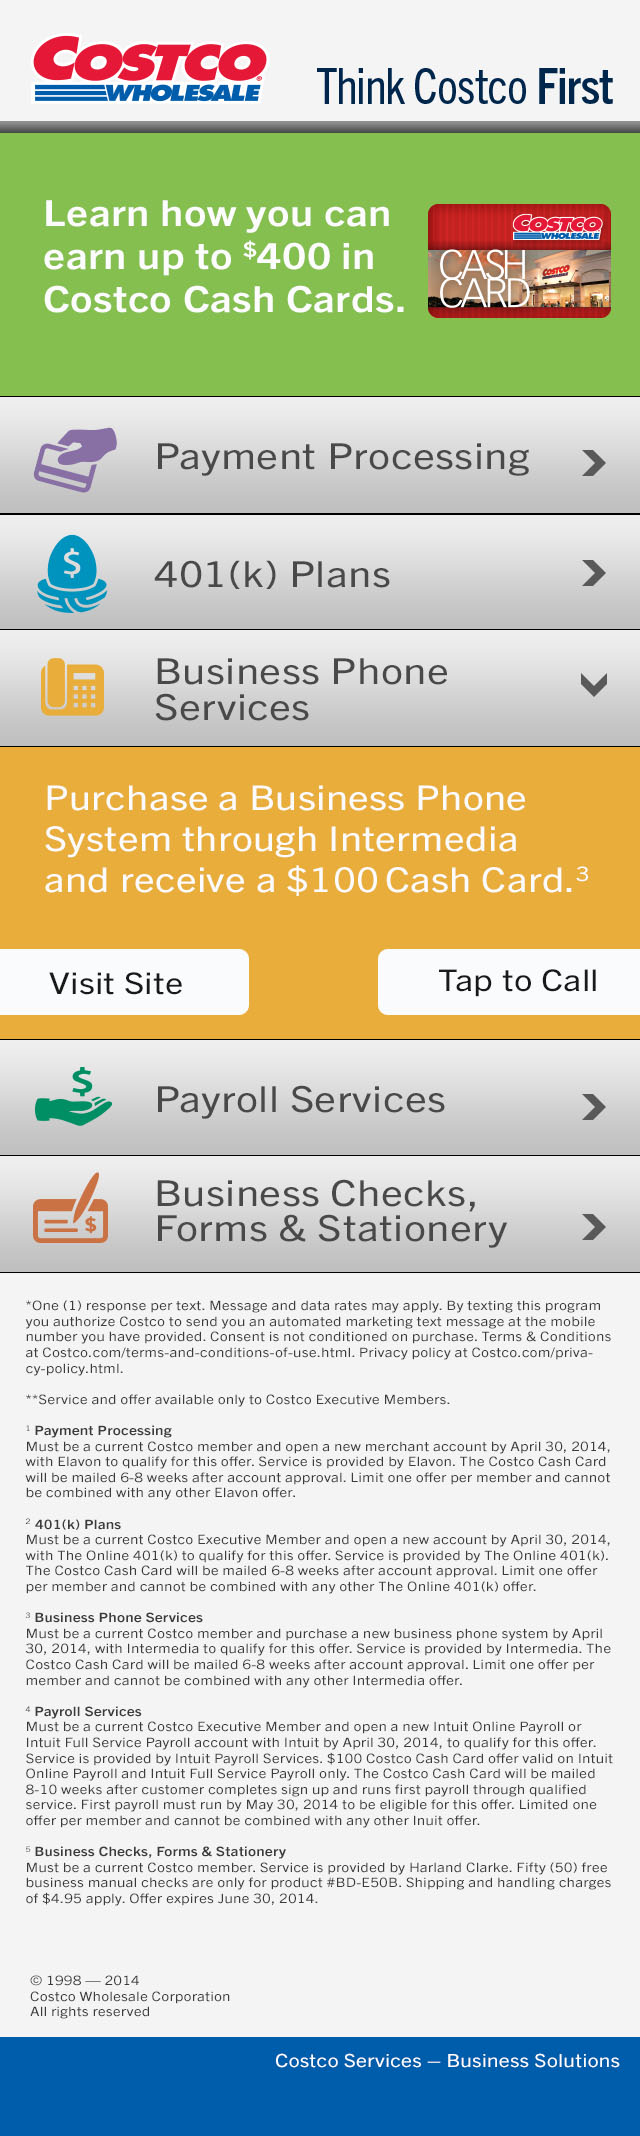 COSTCO
WHOLESALE
Think Costco First
Learn how you can
earn up to $400 in
Costco Cash Cards.
COSTCO
WHOLESALE
CASH
CARD
COSTCO
Payment Processing
$
401(k) Plans
Business Phone
Services
Purchase a Business Phone
System through Intermedia
and receive a $100 Cash Card.3
Visit Site
Tap to Call
$
Payroll Services
Business Checks,
$
Forms & Stationery
*One (1) response per text. Message and data rates may apply. By texting this program
you authorize Costco to send you an automated marketing text message at the mobile
number you have provided. Consent is not conditioned on purchase. Terms & Conditions
at Costco.com/terms-and-conditions-of-use.html. Privacy policy at Costco.com/priva-
cy-policy.html.
**Service and offer available only to Costco Executive Members.
1 Payment Processing
Must be a current Costco member and open a new merchant account by April 30, 2014,
with Elavon to qualify for this offer. Service is provided by Elavon. The Costco Cash Card
will be mailed 6-8 weeks after account approval. Limit one offer per member and cannot
be combined with any other Elavon offer.
2 401(k) Plans
Must be a current Costco Executive Member and open a new account by April 30, 2014,
with The Online 401(k) to qualify for this offer. Service is provided by The Online 401(k).
The Costco Cash Card will be mailed 6-8 weeks after account approval. Limit one offer
per member and cannot be combined with any other The Online 401(k) offer.
3 Business Phone Services
Must be a current Costco member and purchase a new business phone system by April
30, 2014, with Intermedia to qualify for this offer. Service is provided by Intermedia. The
Costco Cash Card will be mailed 6-8 weeks after account approval. Limit one offer per
member and cannot be combined with any other Intermedia offer.
4 Payroll Services
Must be a current Costco Executive Member and open a new Intuit Online Payroll or
Intuit Full Service Payroll account with Intuit by April 30, 2014, to qualify for this offer.
Service is provided by Intuit Payroll Services. $100 Costco Cash Card offer valid on Intuit
Online Payroll and Intuit Full Service Payroll only. The Costco Cash Card will be mailed
8-10 weeks after customer completes sign up and runs first payroll through qualified
service. First payroll must run by May 30, 2014 to be eligible for this offer. Limited one
offer per member and cannot be combined with any other Inuit offer.
5 Business Checks, Forms & Stationery
Must be a current Costco member. Service is provided by Harland Clarke. Fifty (50) free
business manual checks are only for product #BD-E50B. Shipping and handling charges
of $4.95 apply. Offer expires June 30, 2014.
© 1998 — 2014
Costco Wholesale Corporation
All rights reserved
Costco Services — Business Solutions